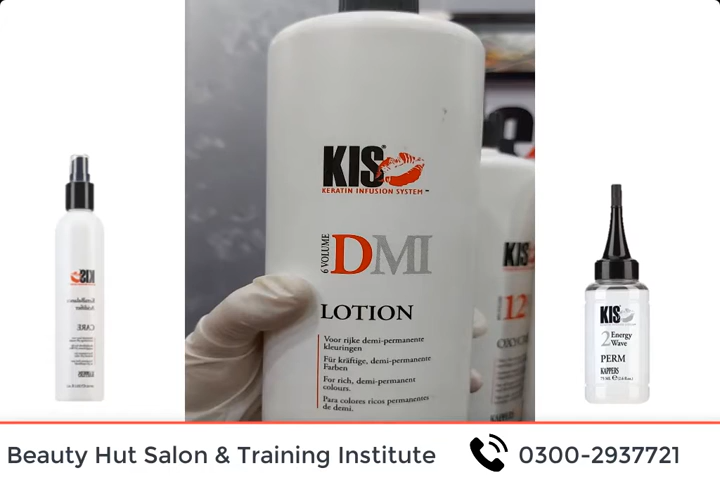 KIS
KERATIN INFUSION SYSTEM
6 VOLUME
DMI
LOTION
Voor rijke demi-permanente
kleuringen
Für kräftige, demi-permanente
Farben
For rich, demi-permanent
colours.
Para colores ricos permanentes
de demi.
KIS
12
KIS
CARE
KIS
2 Energy
Wave
PERM
KAPPERS
Beauty Hut Salon & Training Institute
0300-2937721